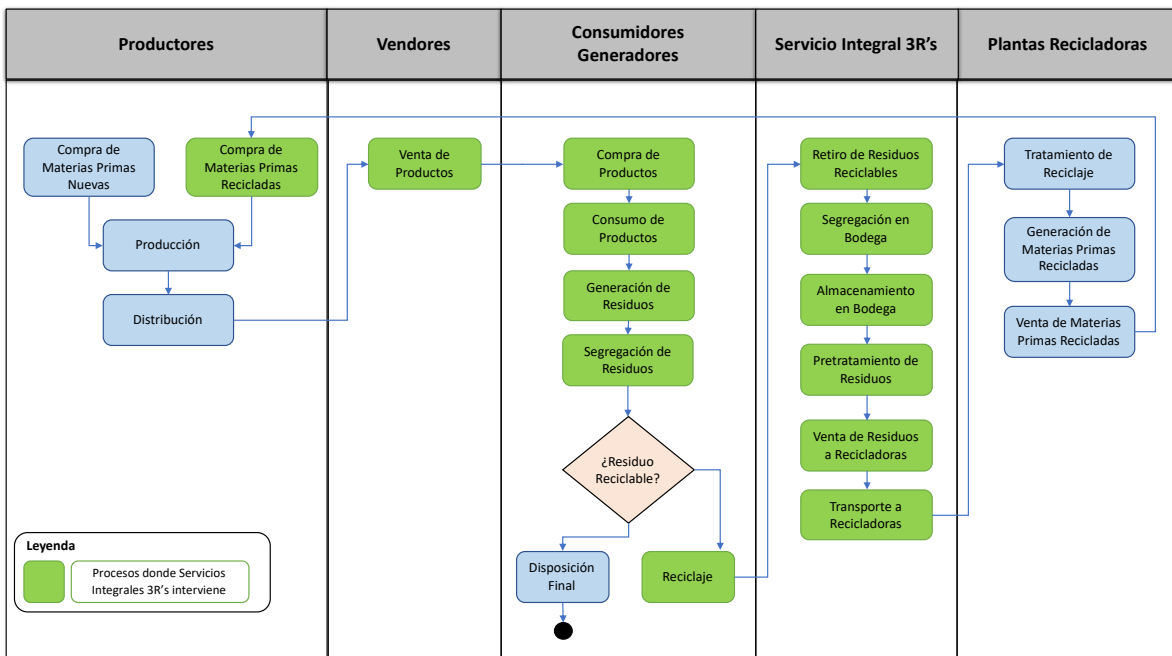 Productores
Vendores
Consumidores
Generadores
Servicio Integral 3R's
Plantas Recicladoras
Compra de
Materias Primas
Nuevas
Compra de
Materias Primas
Recicladas
Producción
Distribución
Venta de
Productos
Compra de
Productos
Consumo de
Productos
Generación de
Residuos
Segregación de
Residuos
¿Residuo
Reciclable?
Disposición
Final
Reciclaje
Retiro de Residuos
Reciclables
Segregación en
Bodega
Almacenamiento
en Bodega
Pretratamiento de
Residuos
Venta de Residuos
a Recicladoras
Transporte a
Recicladoras
Tratamiento de
Reciclaje
Generación de
Materias Primas
Recicladas
Venta de Materias
Primas Recicladas
Leyenda
Procesos donde Servicios
Integrales 3R's interviene